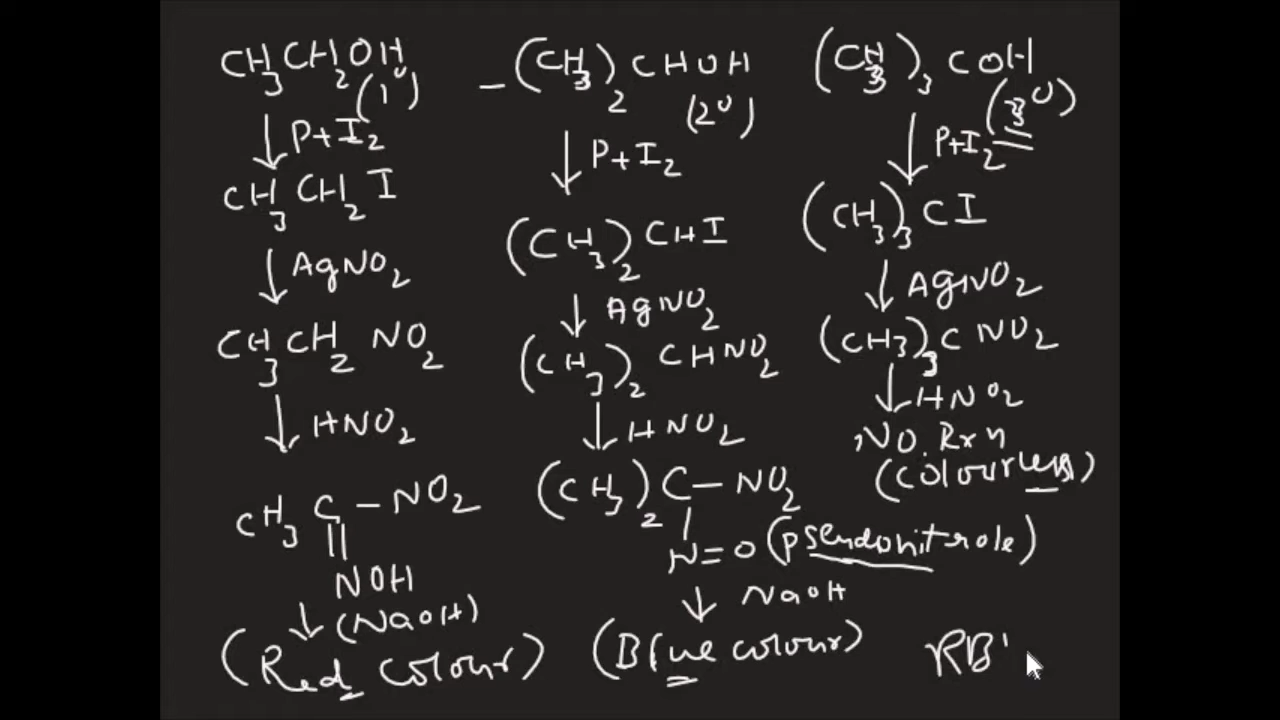 CH3CH2OH (1°)
↓ P+I2
CH3CH2I
↓ AgNO2
CH3CH2NO2
↓ HNO2
CH3C–NO2
||
NOH
↓ (NaOH)
(Red colour)
–(CH3)2CHOH
(2°)
↓ P+I2
(CH3)2CHI
↓ AgNO2
(CH3)2CHNO2
↓ HNO2
(CH3)2C–NO2
|
N=O (pseudonitrole)
↓ NaOH
(Blue colour)
(CH3)3COH
(3°)
↓ P+I2
(CH3)3CI
↓ AgNO2
(CH3)3CNO2
↓ HNO2
NO. Rxn
(colourless)
RB'